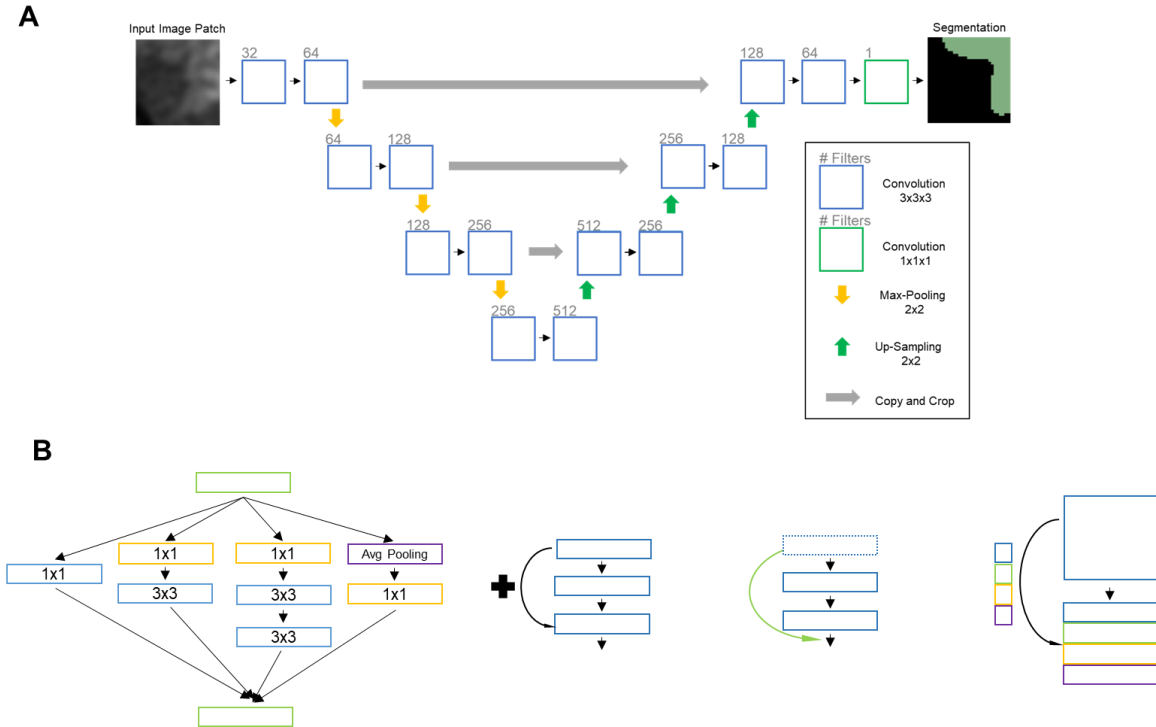 A
Input Image Patch
Segmentation
32
64
128
64
1
64
128
256
128
128
256
512
256
256
512
# Filters
Convolution
3x3x3
# Filters
Convolution
1x1x1
Max-Pooling
2x2
Up-Sampling
2x2
Copy and Crop
B
1x1
1x1
3x3
1x1
3x3
3x3
Avg Pooling
1x1